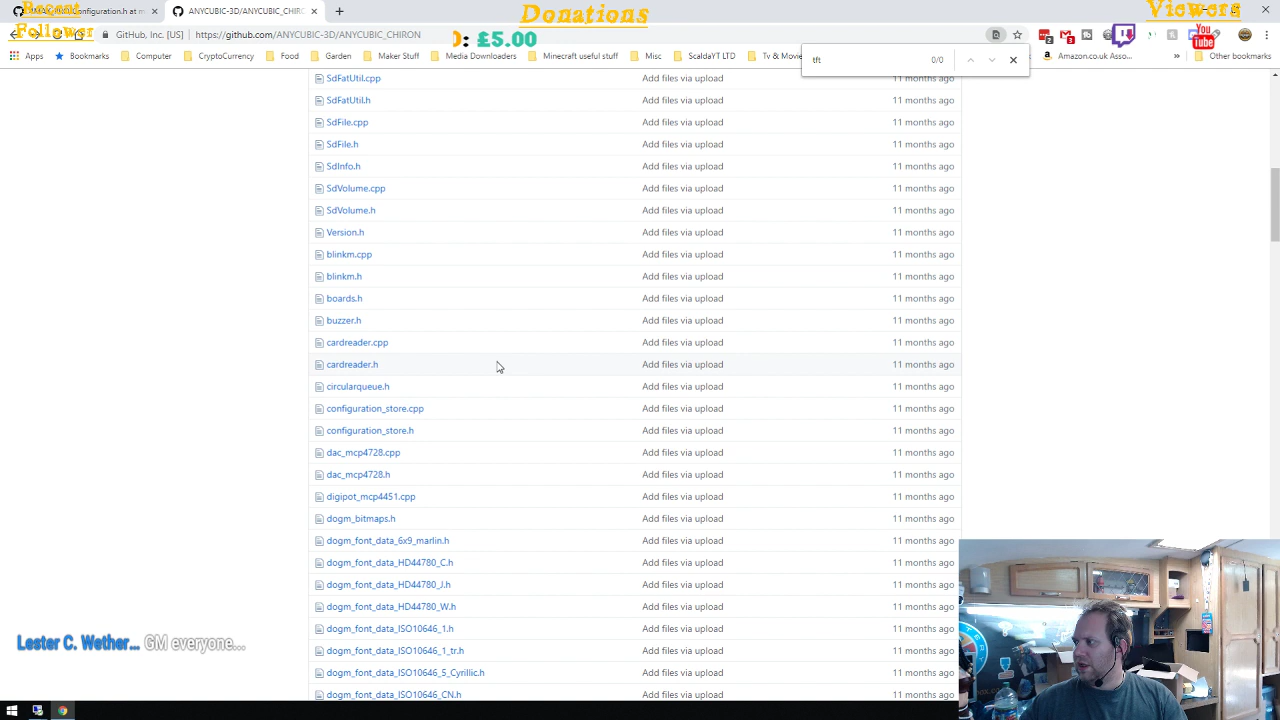 Recent
Follower
Donations
: £5.00
Viewers
Configuration.h at m
ANYCUBIC-3D/ANYCUBIC_CHIRO
GitHub, Inc. [US]
https://github.com/ANYCUBIC-3D/ANYCUBIC_CHIRON
Apps
Bookmarks
Computer
CryptoCurrency
Food
Maker Stuff
Media Downloaders
Minecraft useful stuff
Misc
ScaldaYT LTD
Amazon.co.uk Asso...
Other bookmarks
tft
0/0
SdFatUtil.cpp Add files via upload 11 months ago
SdFatUtil.h Add files via upload 11 months ago
SdFile.cpp Add files via upload 11 months ago
SdFile.h Add files via upload 11 months ago
SdInfo.h Add files via upload 11 months ago
SdVolume.cpp Add files via upload 11 months ago
SdVolume.h Add files via upload 11 months ago
Version.h Add files via upload 11 months ago
blinkm.cpp Add files via upload 11 months ago
blinkm.h Add files via upload 11 months ago
boards.h Add files via upload 11 months ago
buzzer.h Add files via upload 11 months ago
cardreader.cpp Add files via upload 11 months ago
cardreader.h Add files via upload 11 months ago
circularqueue.h Add files via upload 11 months ago
configuration_store.cpp Add files via upload 11 months ago
configuration_store.h Add files via upload 11 months ago
dac_mcp4728.cpp Add files via upload 11 months ago
dac_mcp4728.h Add files via upload 11 months ago
digipot_mcp4451.cpp Add files via upload 11 months ago
dogm_bitmaps.h Add files via upload 11 months ago
dogm_font_data_6x9_marlin.h Add files via upload 11 months ago
dogm_font_data_HD44780_C.h Add files via upload 11 months ago
dogm_font_data_HD44780_J.h Add files via upload 11 months ago
dogm_font_data_HD44780_W.h Add files via upload 11 months ago
dogm_font_data_ISO10646_1.h Add files via upload 11 months ago
dogm_font_data_ISO10646_1_tr.h Add files via upload 11 months ago
dogm_font_data_ISO10646_5_Cyrillic.h Add files via upload 11 months ago
dogm_font_data_ISO10646_CN.h Add files via upload 11 months ago
Lester C. Wether... GM everyone...